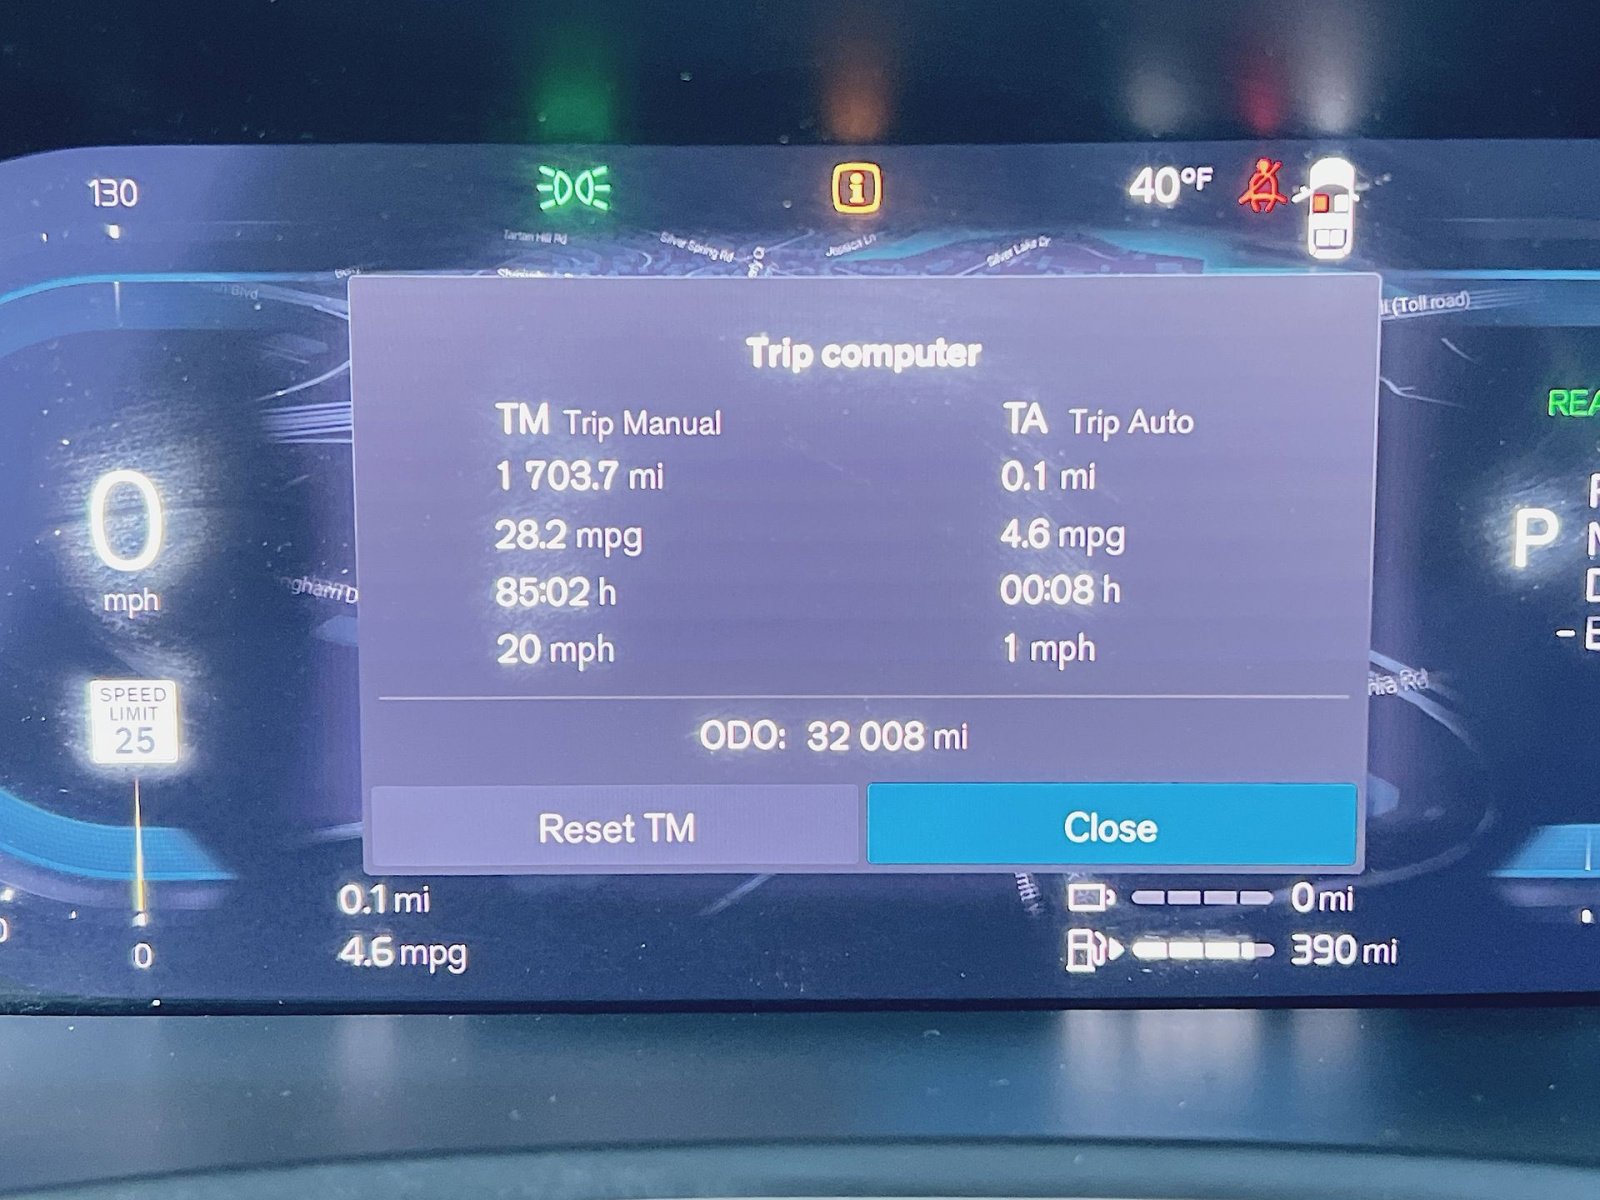 130
40°F
Tartan Hill Rd
Silver Spring Rd
Jessica Ln
Silver Lake Dr
(Toll road)
Trip computer
TM Trip Manual
TA Trip Auto
1 703.7 mi
0.1 mi
28.2 mpg
4.6 mpg
85:02 h
00:08 h
20 mph
1 mph
ODO: 32 008 mi
Reset TM
Close
0
mph
SPEED
LIMIT
25
0
0.1 mi
4.6 mpg
0 mi
390 mi
REA
P